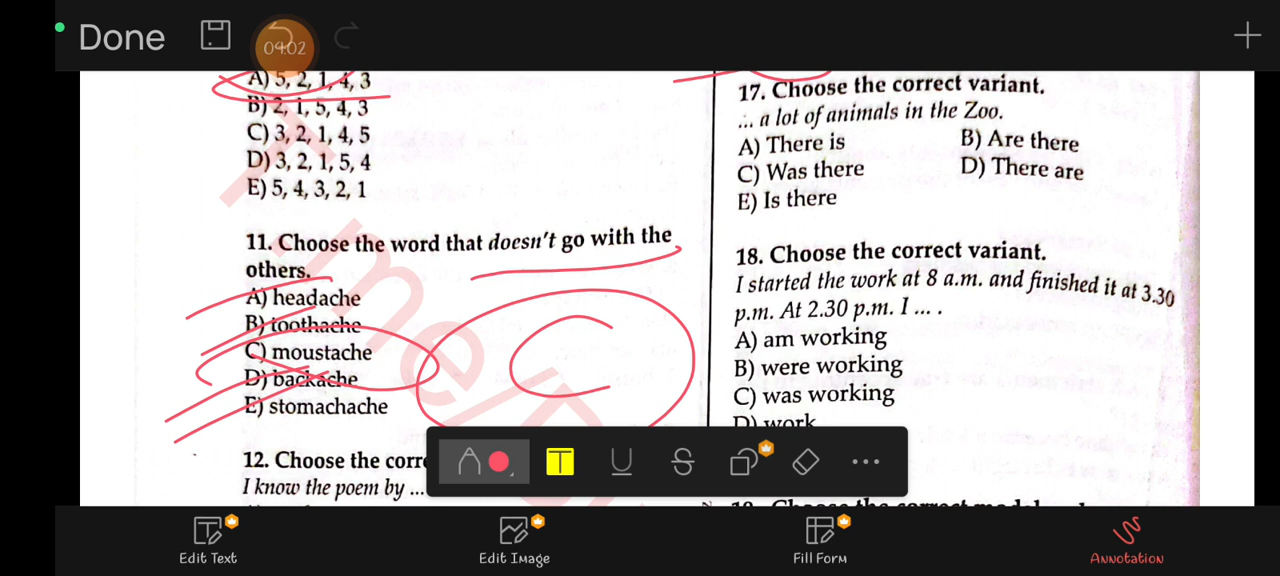 Done
04:02
A) 5, 2, 1, 4, 3
B) 2, 1, 5, 4, 3
C) 3, 2, 1, 4, 5
D) 3, 2, 1, 5, 4
E) 5, 4, 3, 2, 1
11. Choose the word that doesn't go with the
others.
A) headache
B) toothache
C) moustache
D) backache
E) stomachache
12. Choose the corre
I know the poem by ...
17. Choose the correct variant.
... a lot of animals in the Zoo.
A) There is
B) Are there
C) Was there
D) There are
E) Is there
18. Choose the correct variant.
I started the work at 8 a.m. and finished it at 3.30
p.m. At 2.30 p.m. I ... .
A) am working
B) were working
C) was working
D) work
T.me/D
T
U
S
Edit Text
Edit Image
Fill Form
Annotation